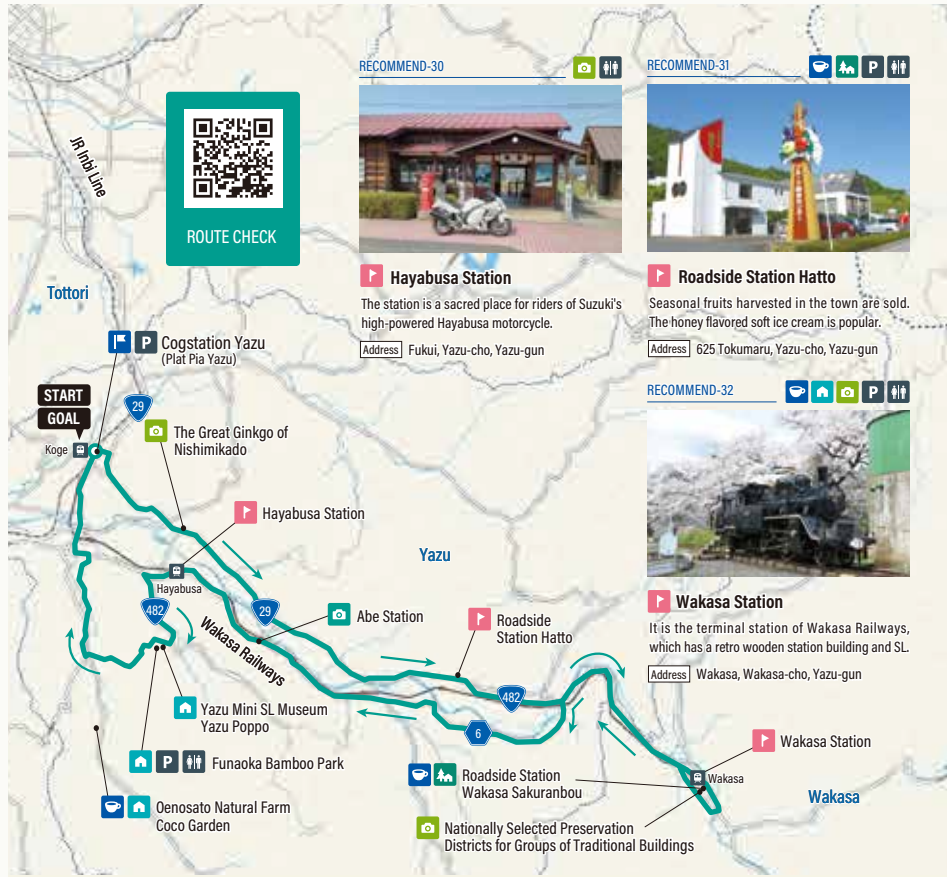 JR Inbi Line
ROUTE CHECK
RECOMMEND-30
Hayabusa Station
The station is a sacred place for riders of Suzuki's
high-powered Hayabusa motorcycle.
Address Fukui, Yazu-cho, Yazu-gun
RECOMMEND-31
P
Roadside Station Hatto
Seasonal fruits harvested in the town are sold.
The honey flavored soft ice cream is popular.
Address 625 Tokumaru, Yazu-cho, Yazu-gun
RECOMMEND-32
P
Wakasa Station
It is the terminal station of Wakasa Railways,
which has a retro wooden station building and SL.
Address Wakasa, Wakasa-cho, Yazu-gun
Tottori
P Cogstation Yazu
(Plat Pia Yazu)
START
GOAL
Koge
29
The Great Ginkgo of
Nishimikado
Hayabusa Station
Yazu
Hayabusa
482
29
Abe Station
Wakasa Railways
Roadside
Station Hatto
482
6
Yazu Mini SL Museum
Yazu Poppo
P Funaoka Bamboo Park
Oenosato Natural Farm
Coco Garden
Wakasa Station
Wakasa
Roadside Station
Wakasa Sakuranbou
Wakasa
Nationally Selected Preservation
Districts for Groups of Traditional Buildings